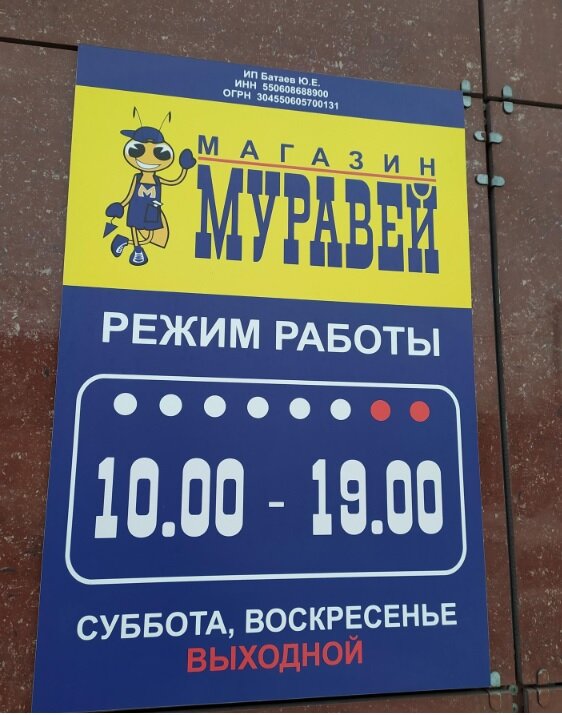 ИП Батаев Ю.Е.
ИНН 550608688900
ОГРН 304550605700131
МАГАЗИН
МУРАВЕЙ
М
РЕЖИМ РАБОТЫ
10.00 - 19.00
СУББОТА, ВОСКРЕСЕНЬЕ
ВЫХОДНОЙ